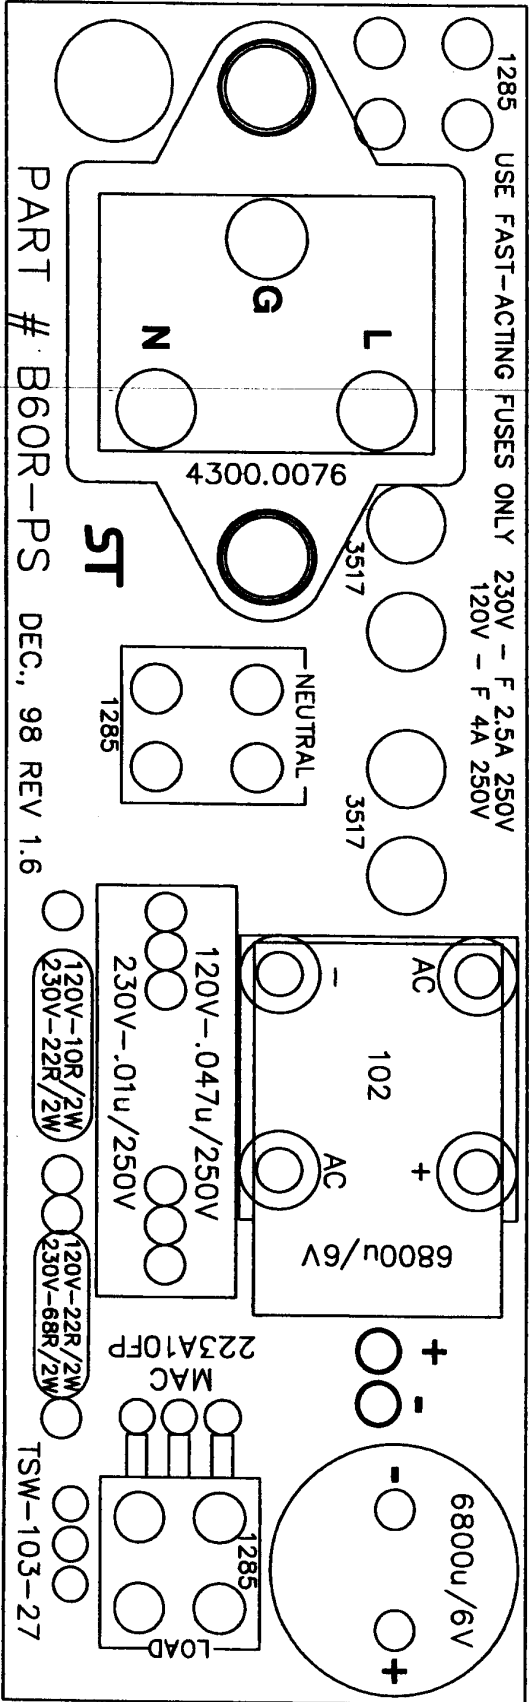 1285
USE FAST-ACTING FUSES ONLY
230V - F 2.5A 250V
120V - F 4A 250V
L
G
N
4300.0076
3517
3517
ST
NEUTRAL
1285
PART # B60R-PS
DEC., 98 REV 1.6
AC
-
102
+
AC
6800u/6V
120V-.047u/250V
230V-.01u/250V
120V-10R/2W
230V-22R/2W
120V-22R/2W
230V-68R/2W
+
-
-
6800u/6V
+
MAC
223A10FP
1285
LOAD
TSW-103-27